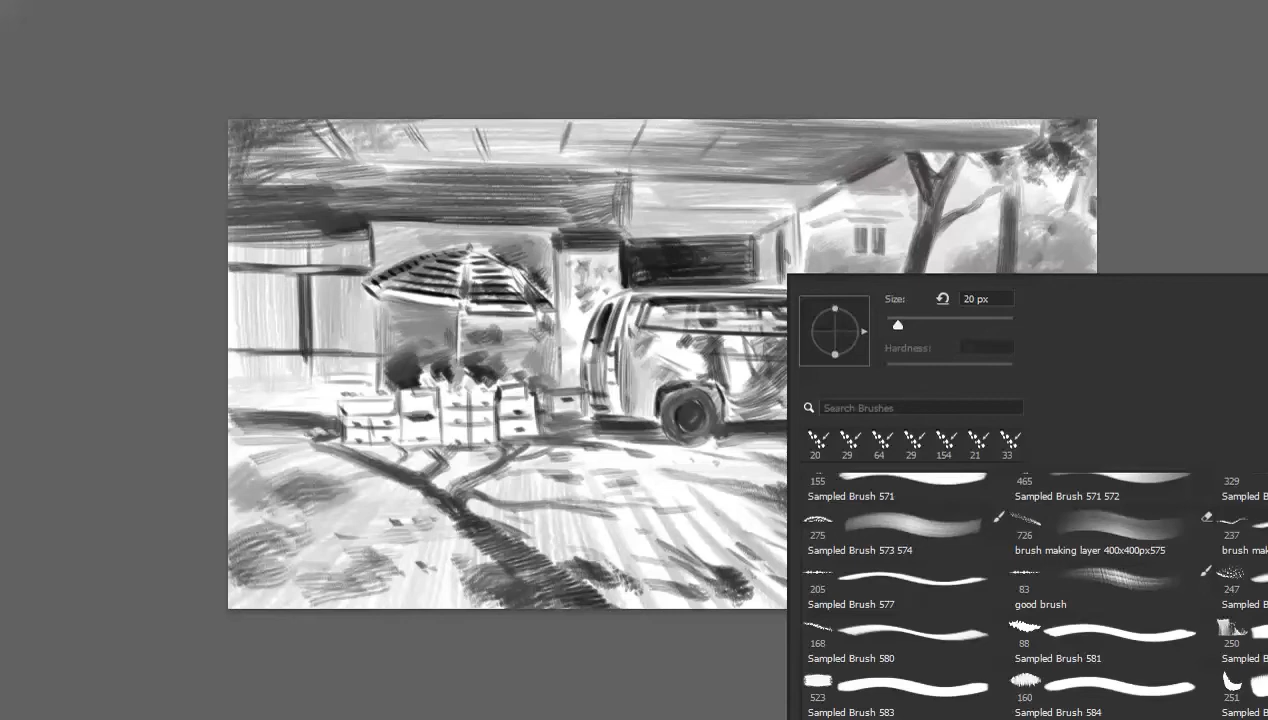 Size: 20 px
Hardness:
Search Brushes
20 29 64 29 154 21 33
155 465 329
Sampled Brush 571 Sampled Brush 571 572 Sampled B
275 726 237
Sampled Brush 573 574 brush making layer 400x400px575 brush mak
205 83 247
Sampled Brush 577 good brush Sampled B
168 88 250
Sampled Brush 580 Sampled Brush 581 Sampled B
523 160 251
Sampled Brush 583 Sampled Brush 584 Sampled B